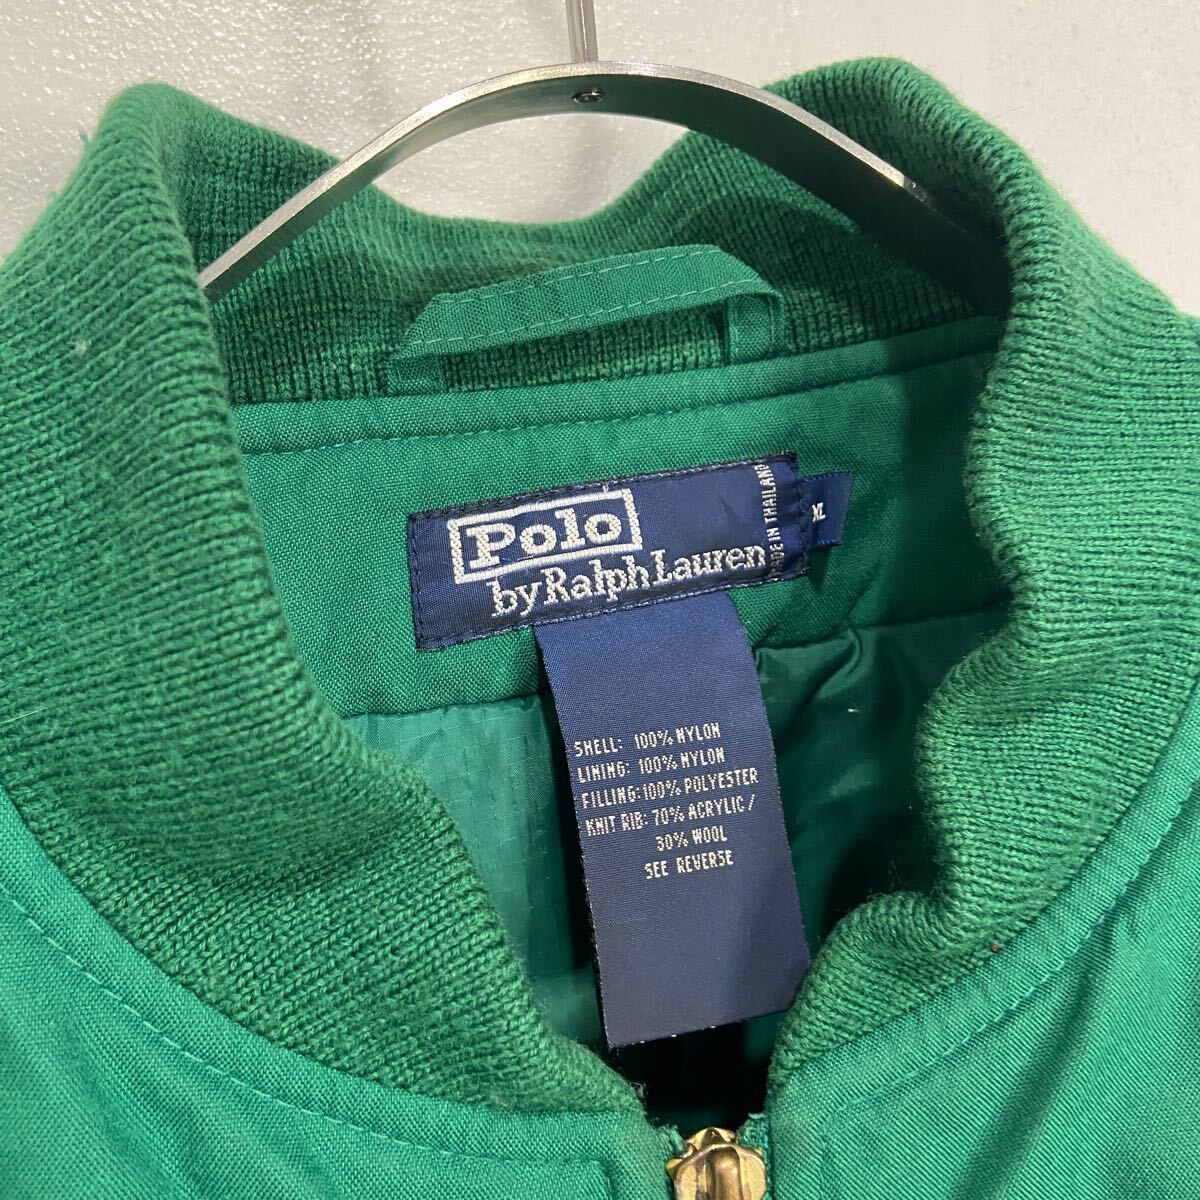 Polo
by Ralph Lauren
MADE IN THAILAND
XL
SHELL: 100% NYLON
LINING: 100% NYLON
FILLING: 100% POLYESTER
KNIT RIB: 70% ACRYLIC/
30% WOOL
SEE REVERSE